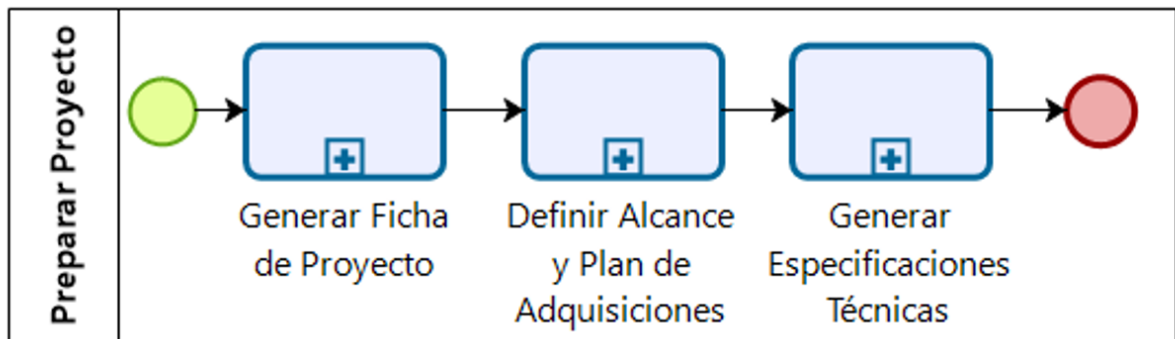 Preparar Proyecto
Generar Ficha
de Proyecto
Definir Alcance
y Plan de
Adquisiciones
Generar
Especificaciones
Técnicas